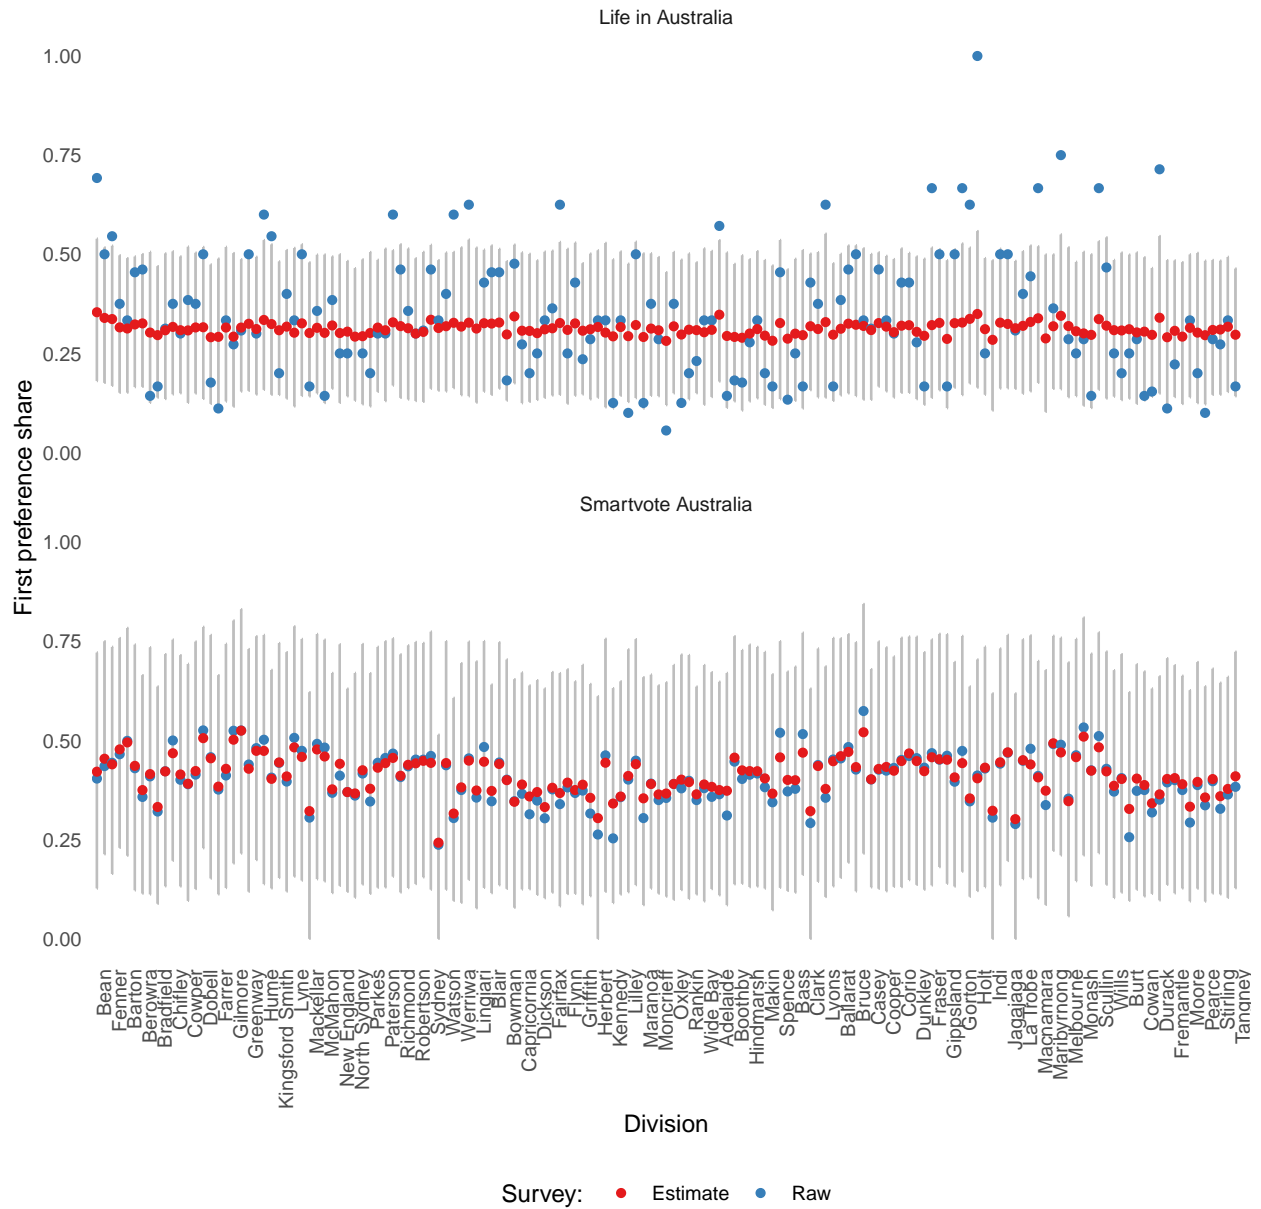 Life in Australia
1.00
0.75
0.50
0.25
0.00
First preference share
Smartvote Australia
1.00
0.75
0.50
0.25
0.00
Bean
Fenner
Barton
Berowra
Bradfield
Chifley
Cowper
Dobell
Farrer
Gilmore
Greenway
Hume
Kingsford Smith
Lyne
Mackellar
McMahon
New England
North Sydney
Parkes
Paterson
Richmond
Robertson
Sydney
Watson
Werriwa
Lingiari
Blair
Bowman
Capricornia
Dickson
Fairfax
Flynn
Griffith
Herbert
Kennedy
Lilley
Maranoa
Moncrieff
Oxley
Rankin
Wide Bay
Adelaide
Boothby
Hindmarsh
Makin
Spence
Bass
Clark
Lyons
Ballarat
Bruce
Casey
Cooper
Corio
Dunkley
Fraser
Gippsland
Gorton
Holt
Indi
Jagajaga
La Trobe
Macnamara
Maribyrnong
Melbourne
Monash
Scullin
Wills
Burt
Cowan
Durack
Fremantle
Moore
Pearce
Stirling
Tangney
Division
Survey: Estimate Raw